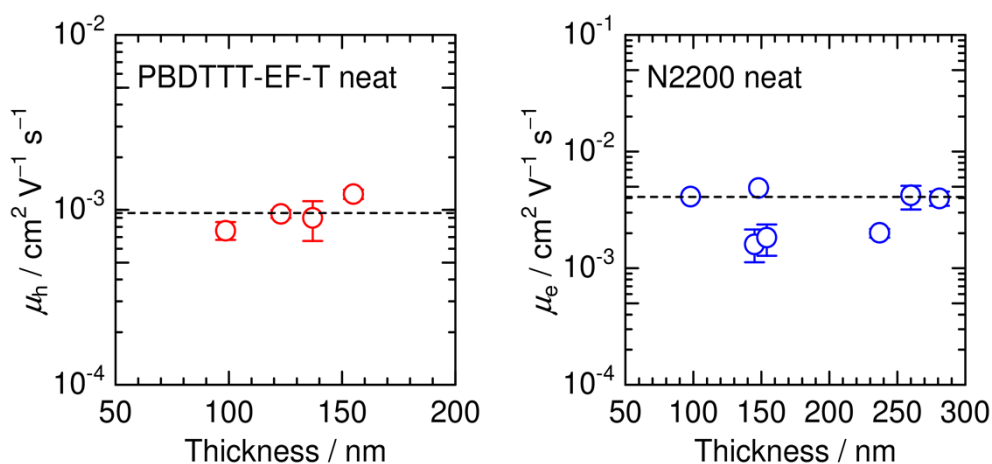 10⁻²
PBDTTT-EF-T neat
10⁻³
μh / cm² V⁻¹ s⁻¹
10⁻⁴
50 100 150 200
Thickness / nm
10⁻¹
N2200 neat
10⁻²
μe / cm² V⁻¹ s⁻¹
10⁻³
10⁻⁴
50 100 150 200 250 300
Thickness / nm